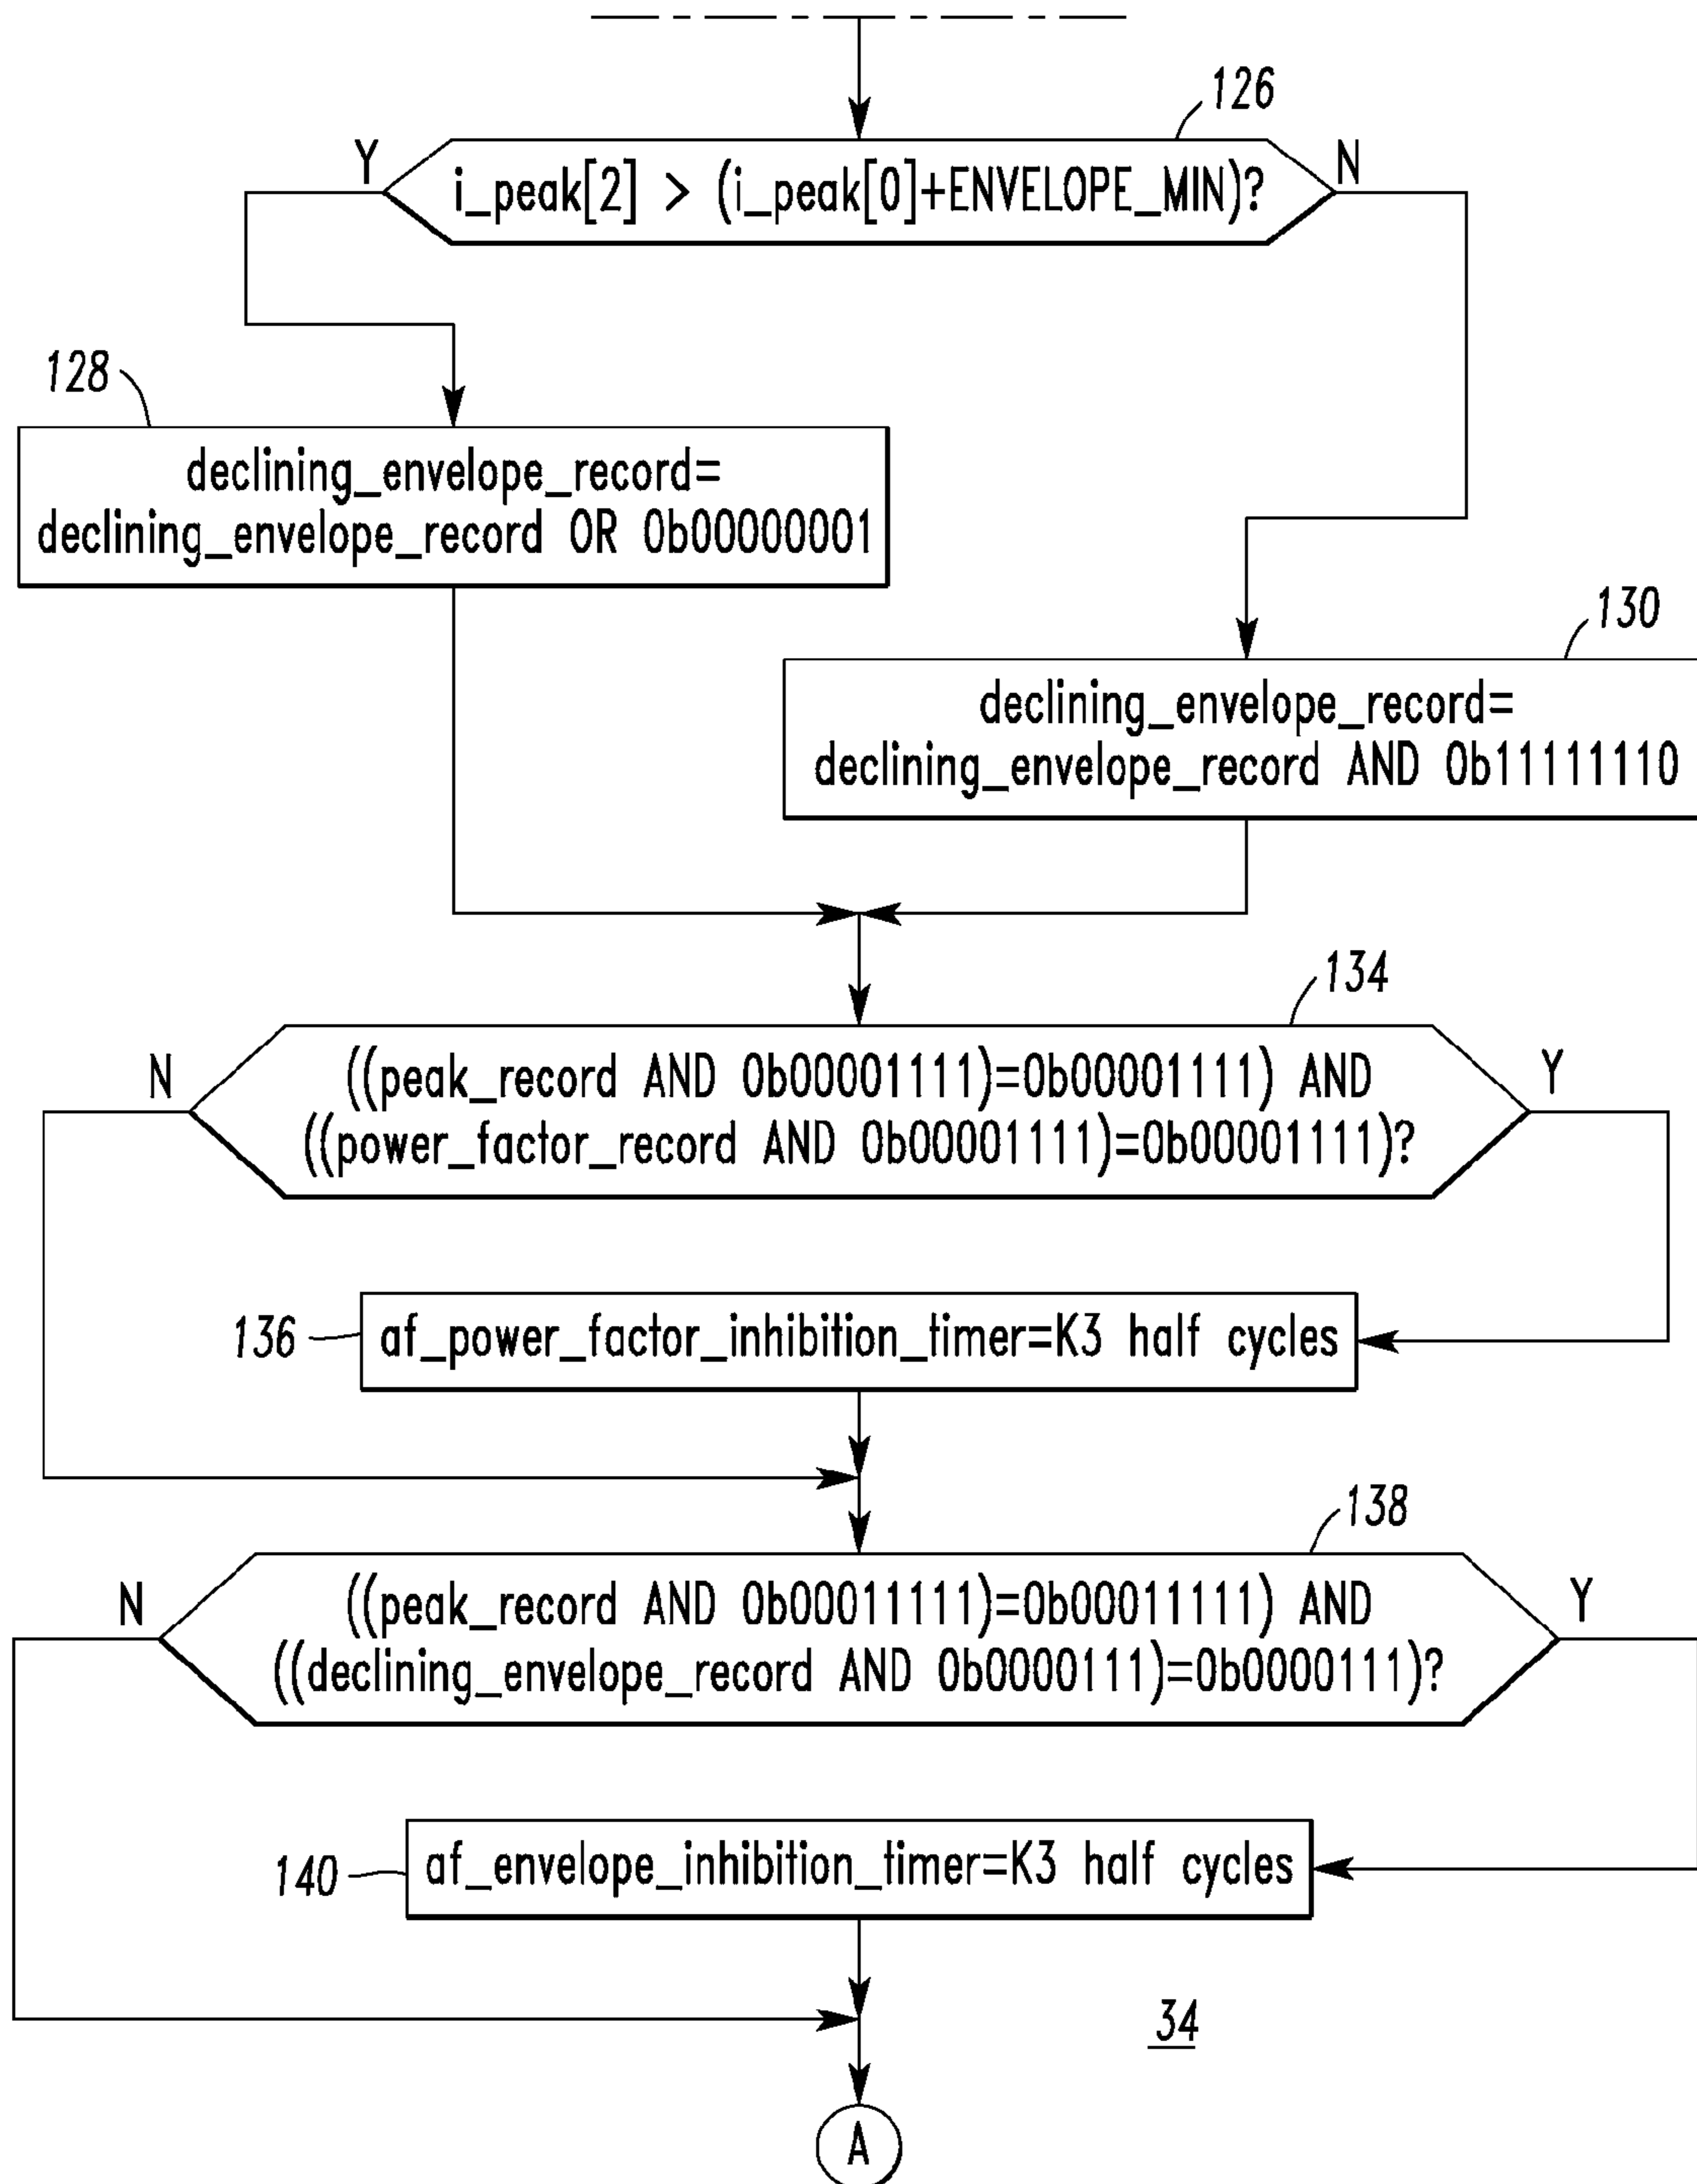 126
Y
N
i_peak[2] > (i_peak[0]+ENVELOPE_MIN)?
128
declining_envelope_record=
declining_envelope_record OR 0b00000001
130
declining_envelope_record=
declining_envelope_record AND 0b11111110
134
N
Y
((peak_record AND 0b00001111)=0b00001111) AND
((power_factor_record AND 0b00001111)=0b00001111)?
136
af_power_factor_inhibition_timer=K3 half cycles
138
N
Y
((peak_record AND 0b00011111)=0b00011111) AND
((declining_envelope_record AND 0b0000111)=0b0000111)?
140
af_envelope_inhibition_timer=K3 half cycles
34
A